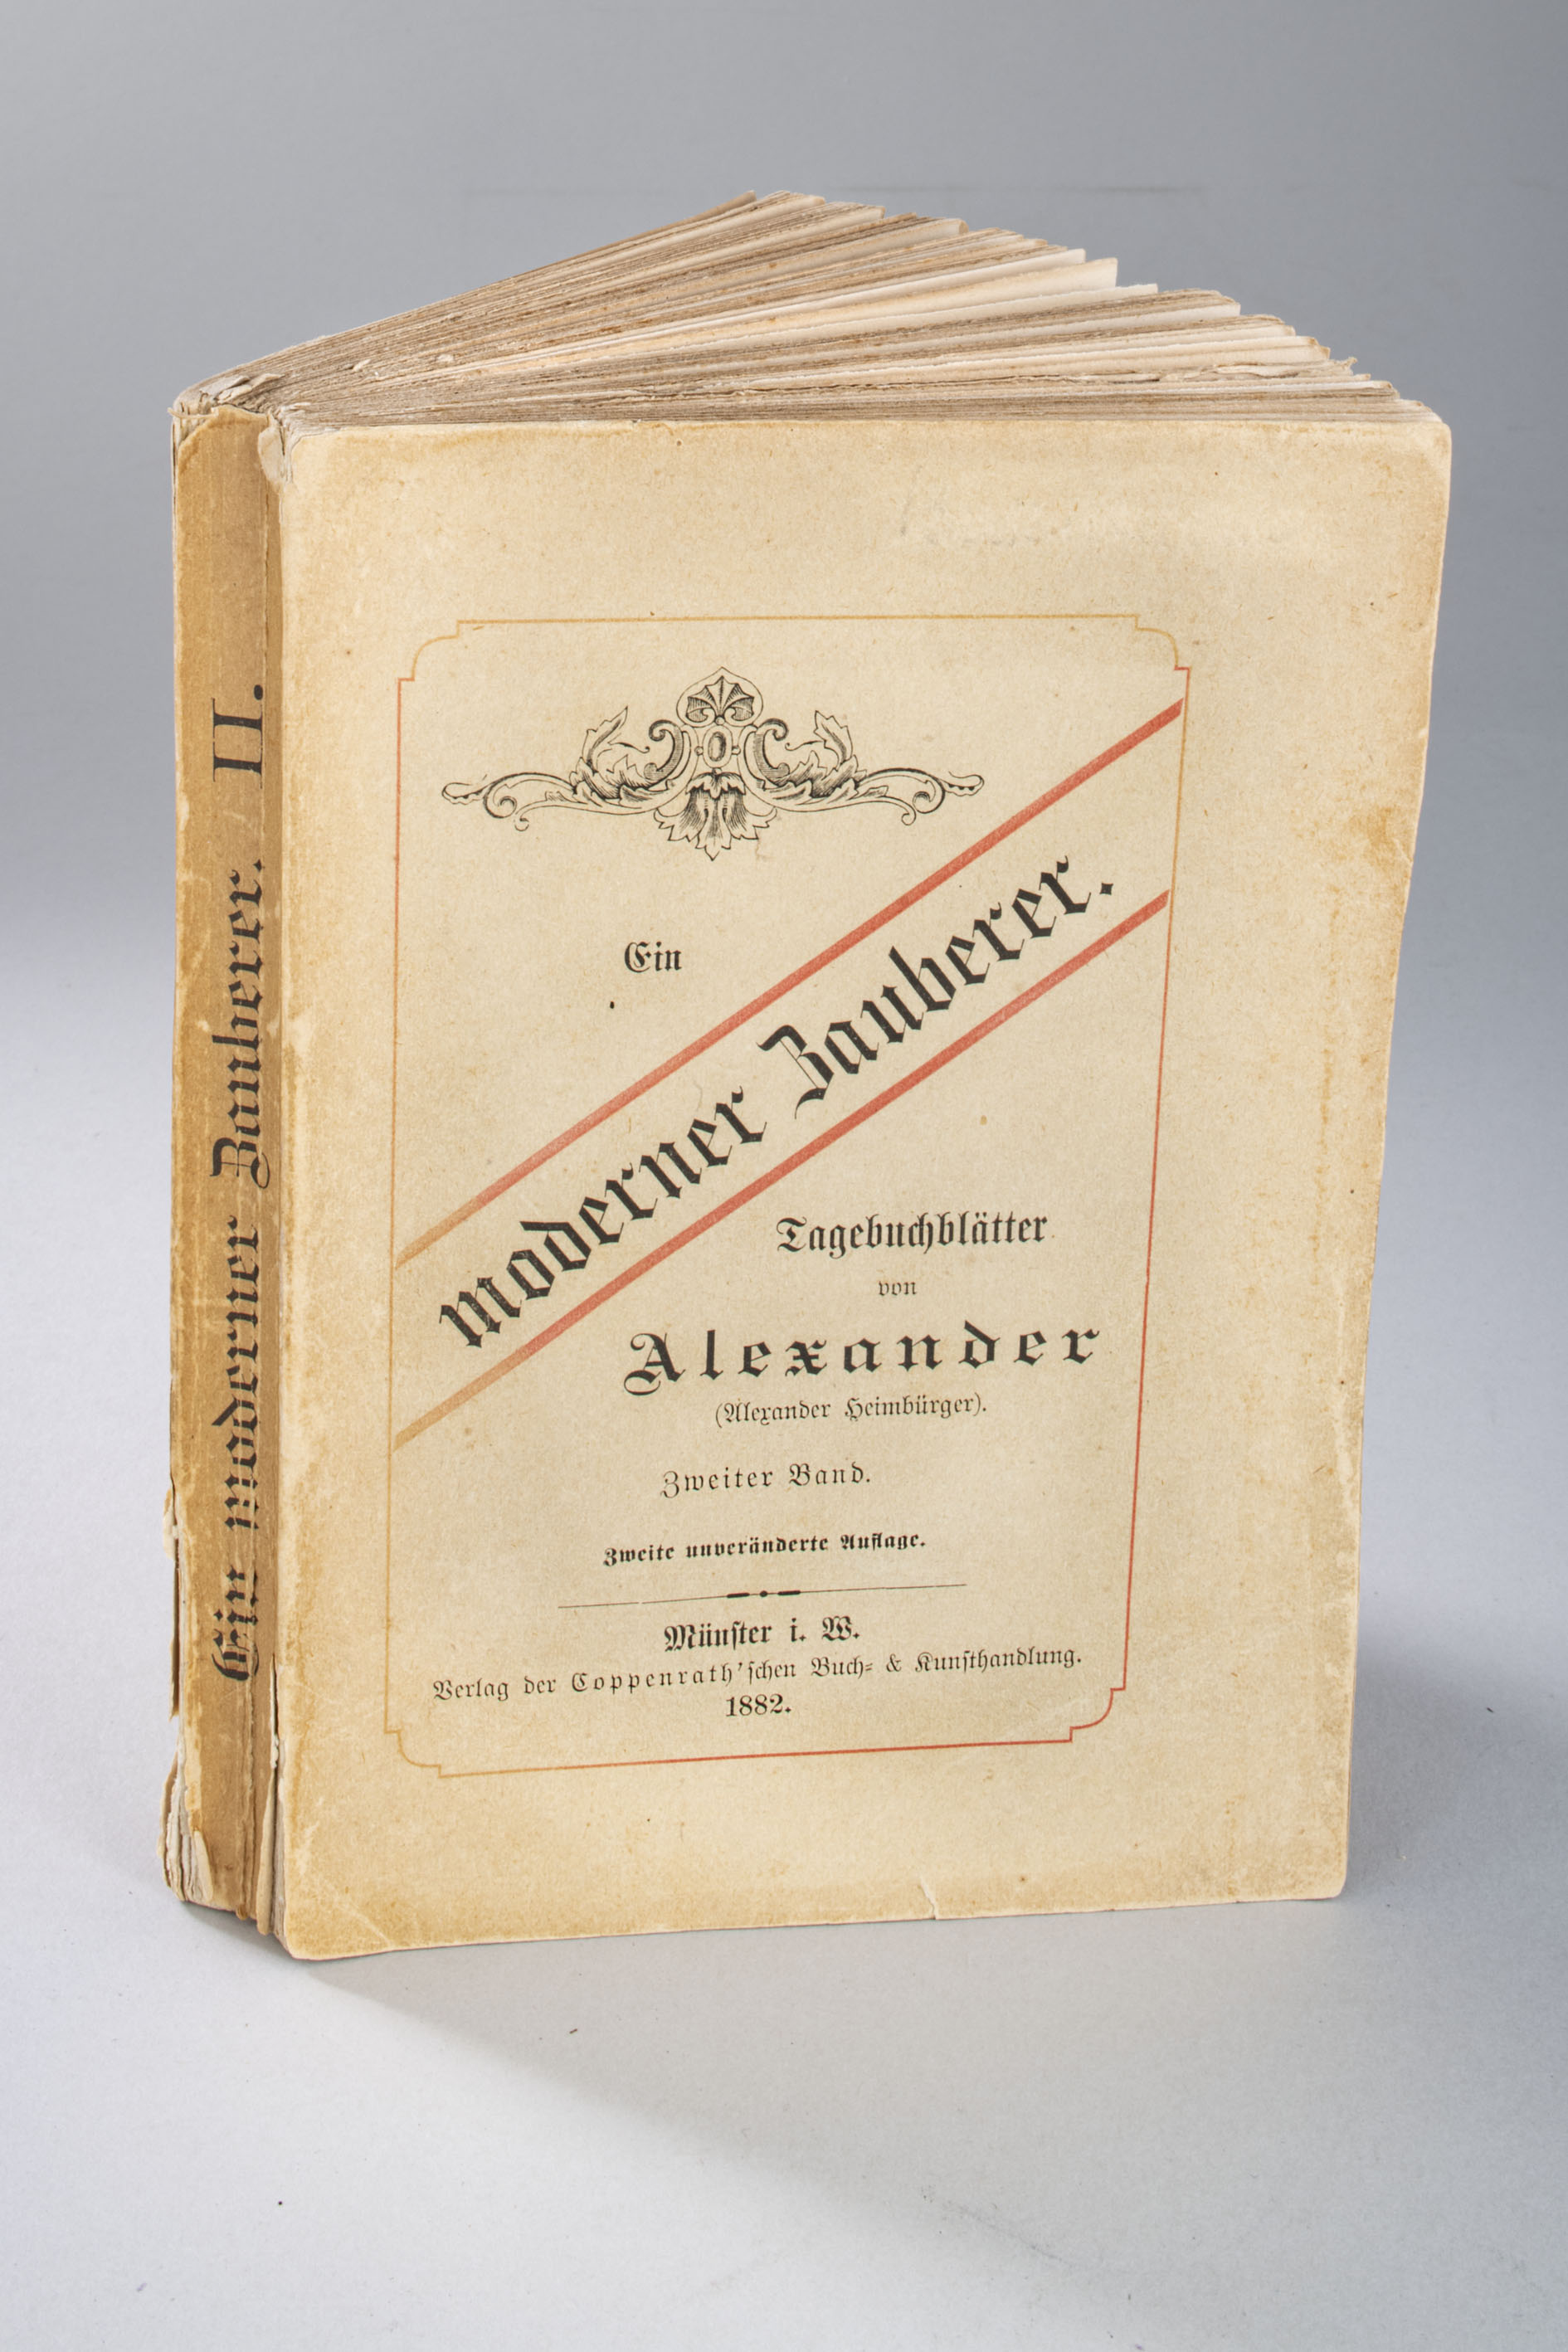 Ein moderner Zauberer. II.
Ein
moderner Zauberer.
Tagebuchblätter
von
Alexander
(Alexander Heimbürger).
Zweiter Band.
Zweite unveränderte Auflage.
Münſter i. W.
Verlag der Coppenrath'ſchen Buch- & Kunſthandlung.
1882.